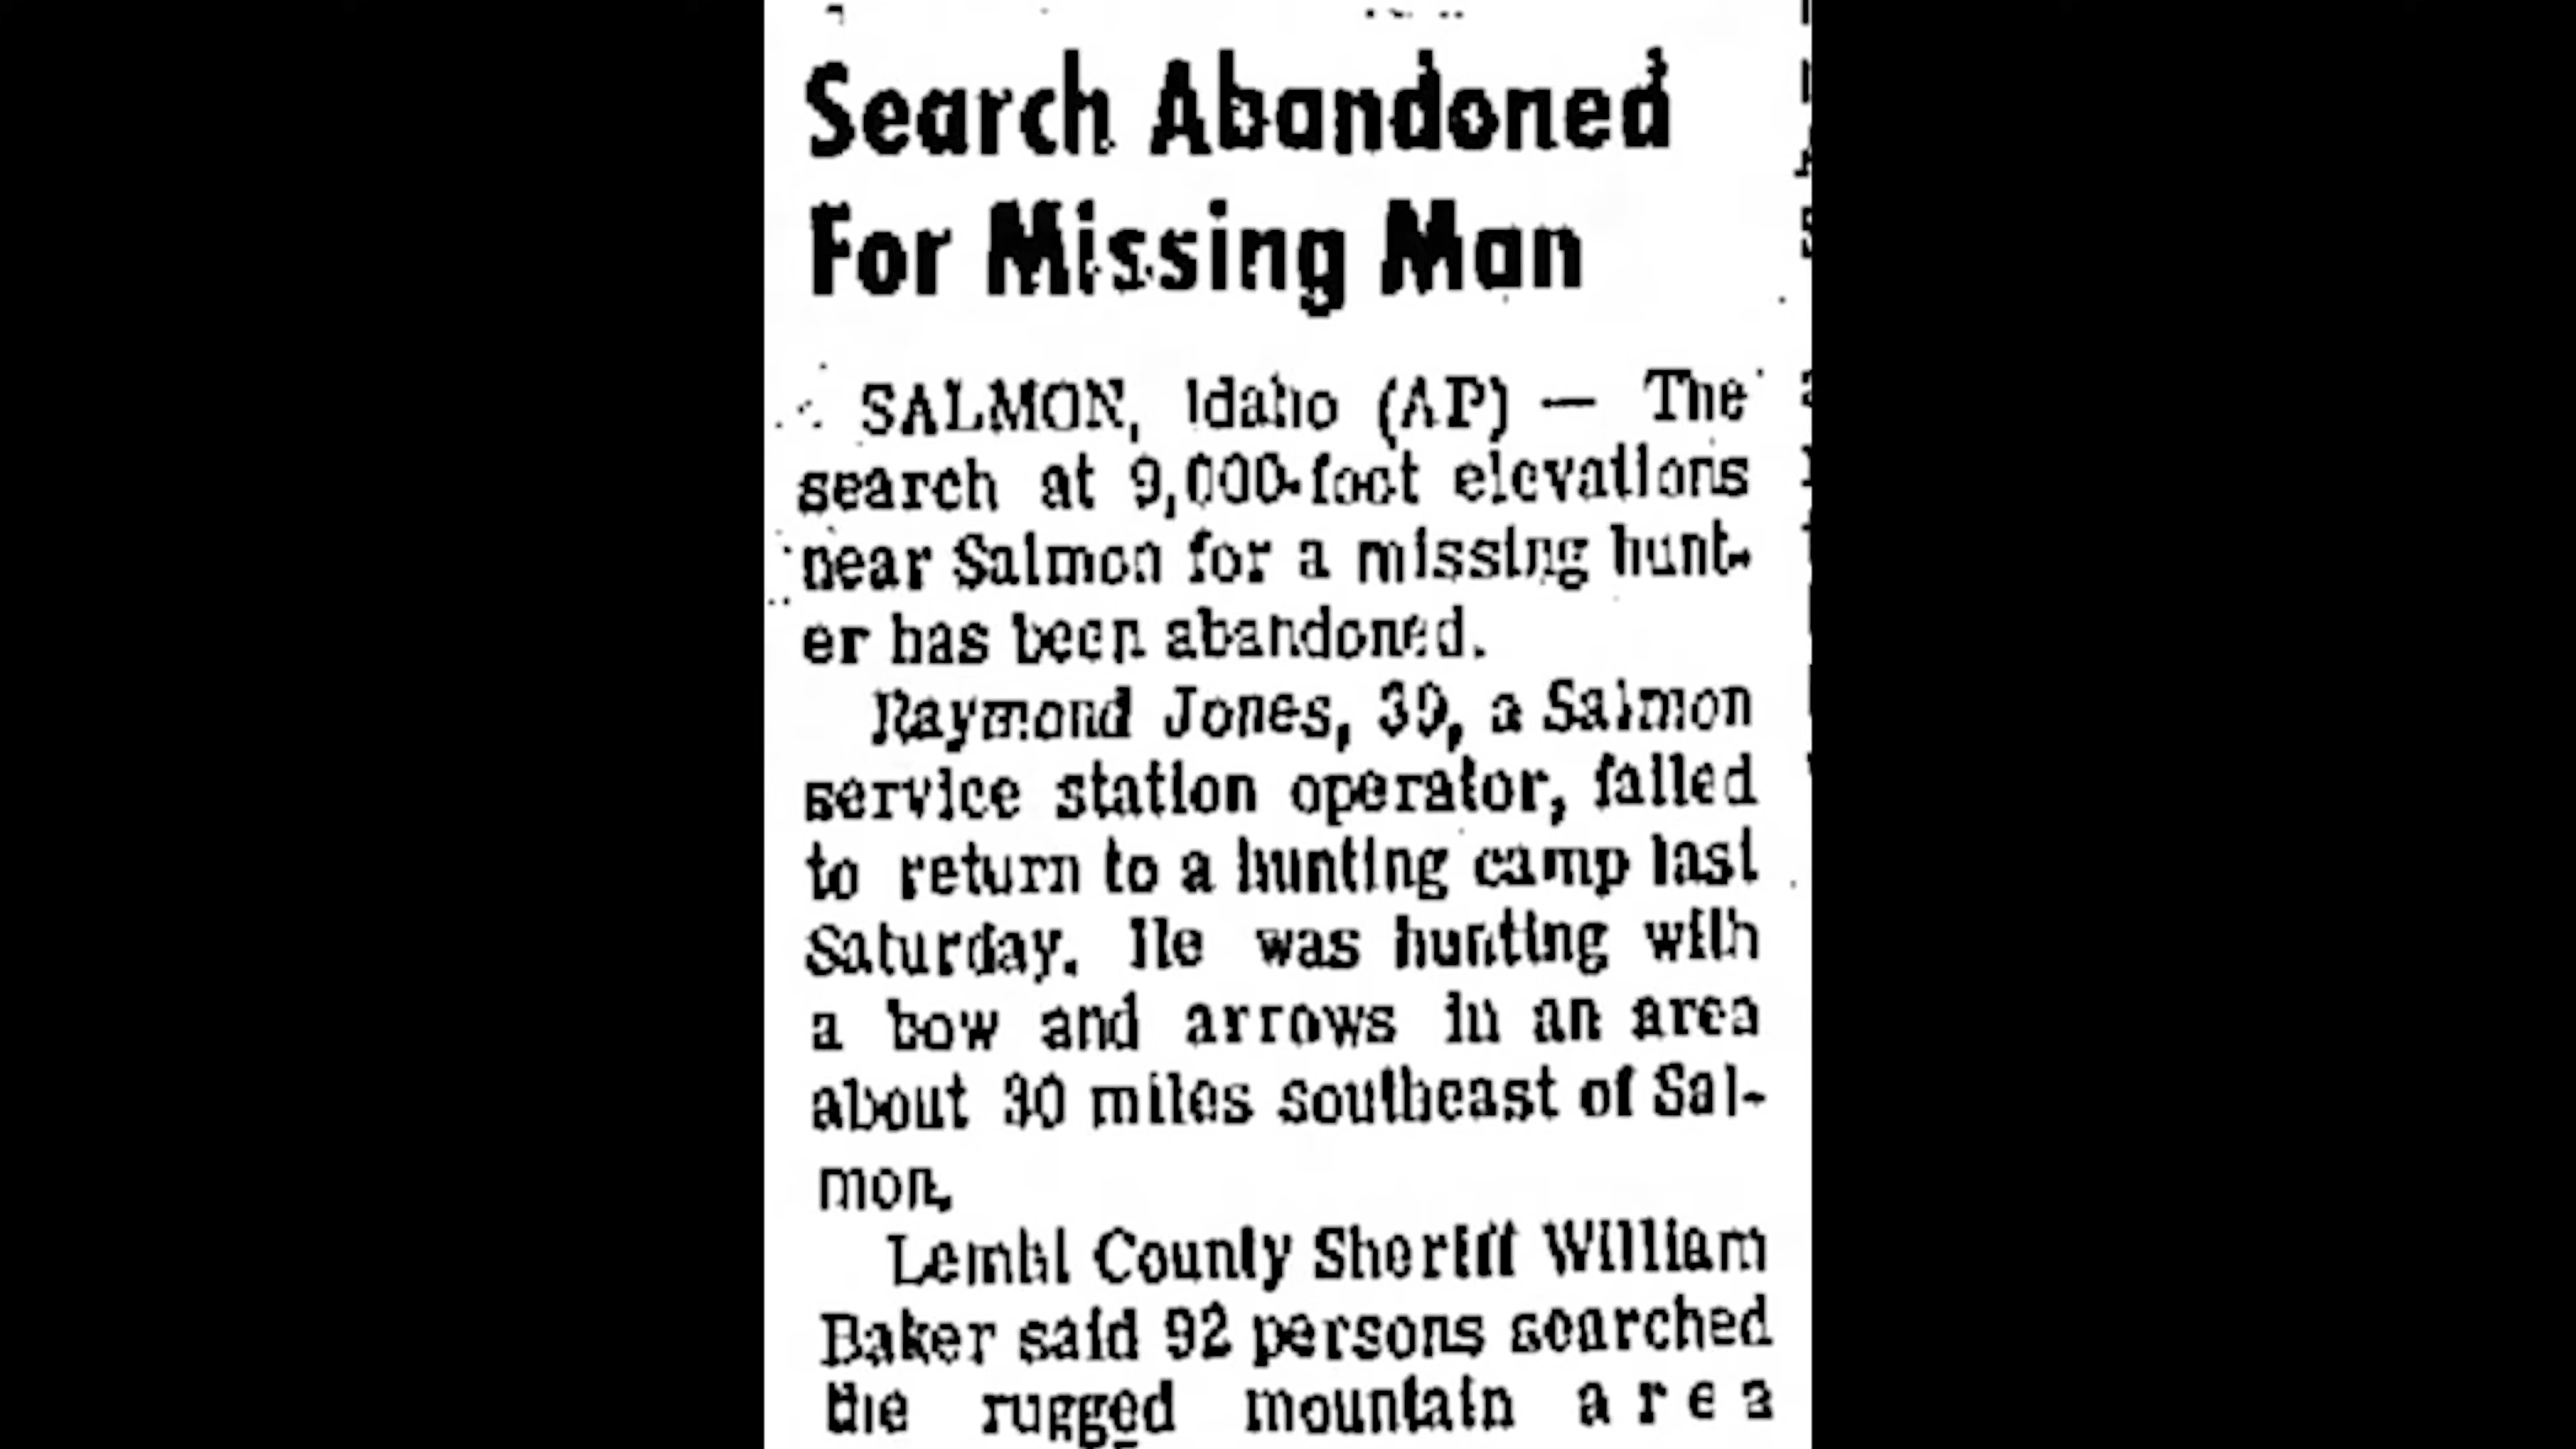 Search Abandoned
For Missing Man
SALMON, Idaho (AP) — The
search at 9,000-foot elevations
near Salmon for a missing hunt-
er has been abandoned.
Raymond Jones, 39, a Salmon
service station operator, failed
to return to a hunting camp last
Saturday. He was hunting with
a bow and arrows in an area
about 30 miles southeast of Sal-
mon.
Lemhi County Sheriff William
Baker said 92 persons searched
the rugged mountain area